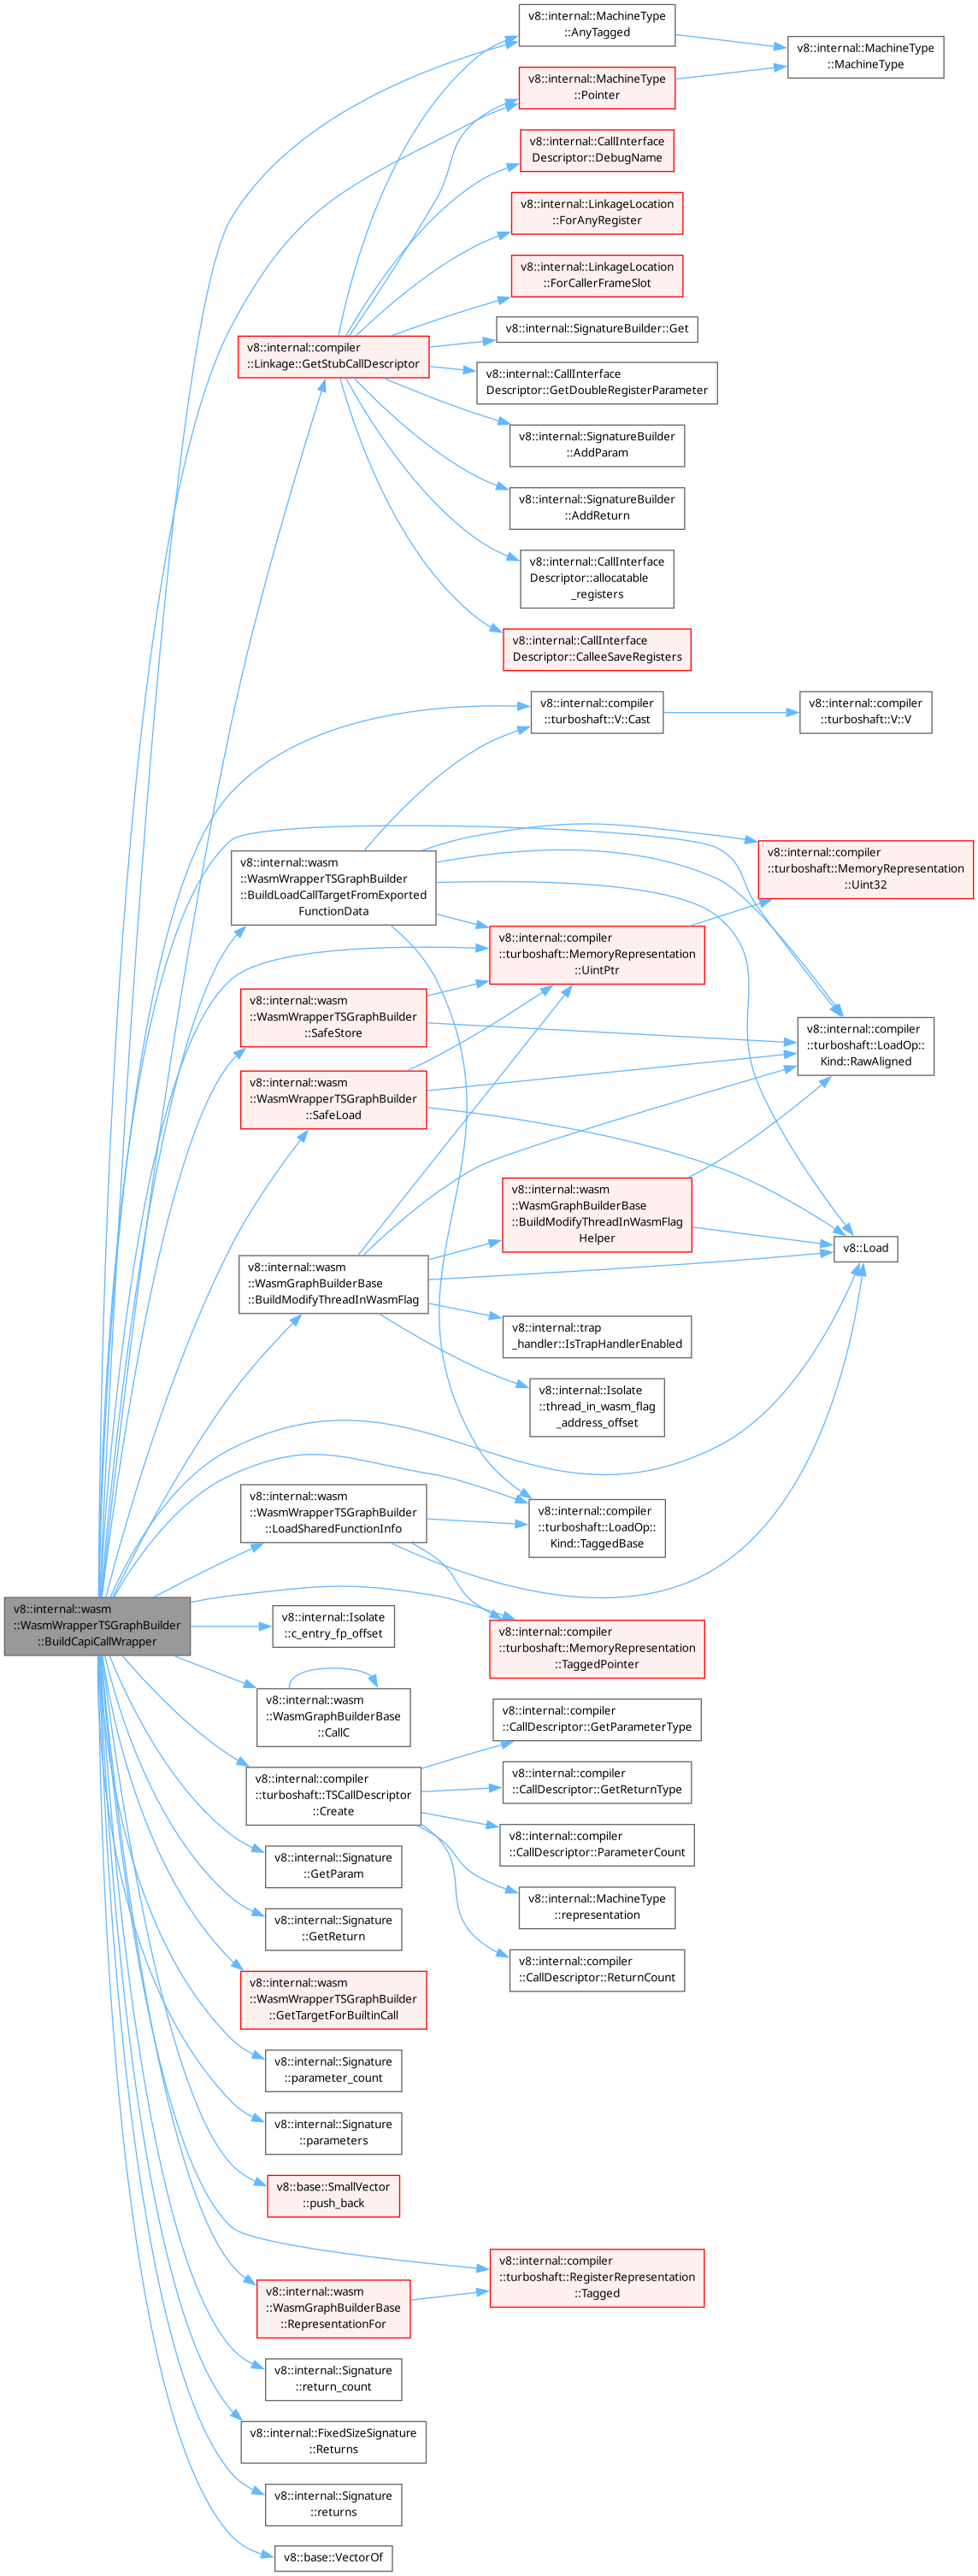 v8::internal::MachineType
::AnyTagged
v8::internal::MachineType
::MachineType
v8::internal::MachineType
::Pointer
v8::internal::CallInterface
Descriptor::DebugName
v8::internal::LinkageLocation
::ForAnyRegister
v8::internal::LinkageLocation
::ForCallerFrameSlot
v8::internal::SignatureBuilder::Get
v8::internal::compiler
::Linkage::GetStubCallDescriptor
v8::internal::CallInterface
Descriptor::GetDoubleRegisterParameter
v8::internal::SignatureBuilder
::AddParam
v8::internal::SignatureBuilder
::AddReturn
v8::internal::CallInterface
Descriptor::allocatable
_registers
v8::internal::CallInterface
Descriptor::CalleeSaveRegisters
v8::internal::compiler
::turboshaft::V::Cast
v8::internal::compiler
::turboshaft::V::V
v8::internal::wasm
::WasmWrapperTSGraphBuilder
::BuildLoadCallTargetFromExported
FunctionData
v8::internal::compiler
::turboshaft::MemoryRepresentation
::Uint32
v8::internal::compiler
::turboshaft::MemoryRepresentation
::UintPtr
v8::internal::wasm
::WasmWrapperTSGraphBuilder
::SafeStore
v8::internal::compiler
::turboshaft::LoadOp::
Kind::RawAligned
v8::internal::wasm
::WasmWrapperTSGraphBuilder
::SafeLoad
v8::internal::wasm
::WasmGraphBuilderBase
::BuildModifyThreadInWasmFlag
Helper
v8::Load
v8::internal::wasm
::WasmGraphBuilderBase
::BuildModifyThreadInWasmFlag
v8::internal::trap
_handler::IsTrapHandlerEnabled
v8::internal::Isolate
::thread_in_wasm_flag
_address_offset
v8::internal::wasm
::WasmWrapperTSGraphBuilder
::LoadSharedFunctionInfo
v8::internal::compiler
::turboshaft::LoadOp::
Kind::TaggedBase
v8::internal::wasm
::WasmWrapperTSGraphBuilder
::BuildCapiCallWrapper
v8::internal::Isolate
::c_entry_fp_offset
v8::internal::compiler
::turboshaft::MemoryRepresentation
::TaggedPointer
v8::internal::wasm
::WasmGraphBuilderBase
::CallC
v8::internal::compiler
::CallDescriptor::GetParameterType
v8::internal::compiler
::turboshaft::TSCallDescriptor
::Create
v8::internal::compiler
::CallDescriptor::GetReturnType
v8::internal::compiler
::CallDescriptor::ParameterCount
v8::internal::Signature
::GetParam
v8::internal::MachineType
::representation
v8::internal::Signature
::GetReturn
v8::internal::compiler
::CallDescriptor::ReturnCount
v8::internal::wasm
::WasmWrapperTSGraphBuilder
::GetTargetForBuiltinCall
v8::internal::Signature
::parameter_count
v8::internal::Signature
::parameters
v8::base::SmallVector
::push_back
v8::internal::compiler
::turboshaft::RegisterRepresentation
::Tagged
v8::internal::wasm
::WasmGraphBuilderBase
::RepresentationFor
v8::internal::Signature
::return_count
v8::internal::FixedSizeSignature
::Returns
v8::internal::Signature
::returns
v8::base::VectorOf